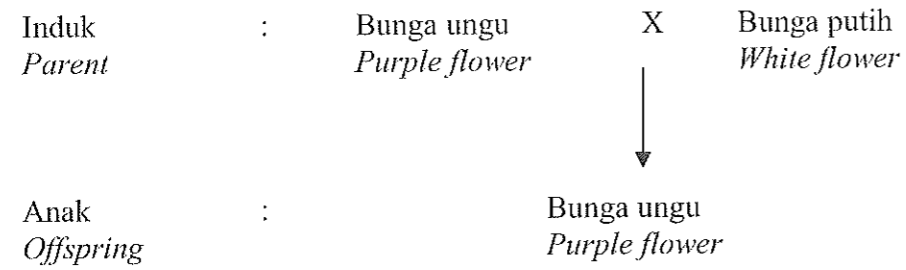 Induk : Bunga ungu X Bunga putih
Parent Purple flower White flower
Anak : Bunga ungu
Offspring Purple flower